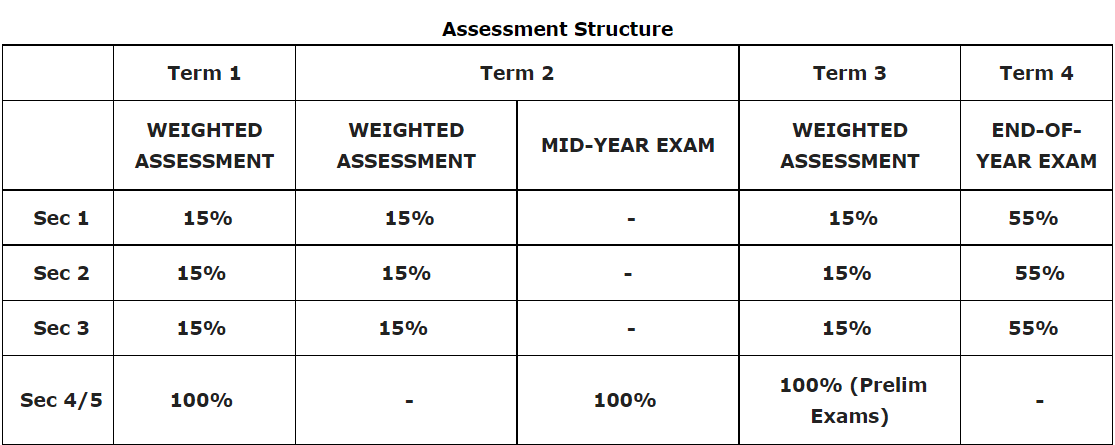 Assessment Structure
Term 1 Term 2 Term 3 Term 4
WEIGHTED ASSESSMENT WEIGHTED ASSESSMENT MID-YEAR EXAM WEIGHTED ASSESSMENT END-OF-YEAR EXAM
Sec 1 15% 15% - 15% 55%
Sec 2 15% 15% - 15% 55%
Sec 3 15% 15% - 15% 55%
Sec 4/5 100% - 100% 100% (Prelim Exams) -